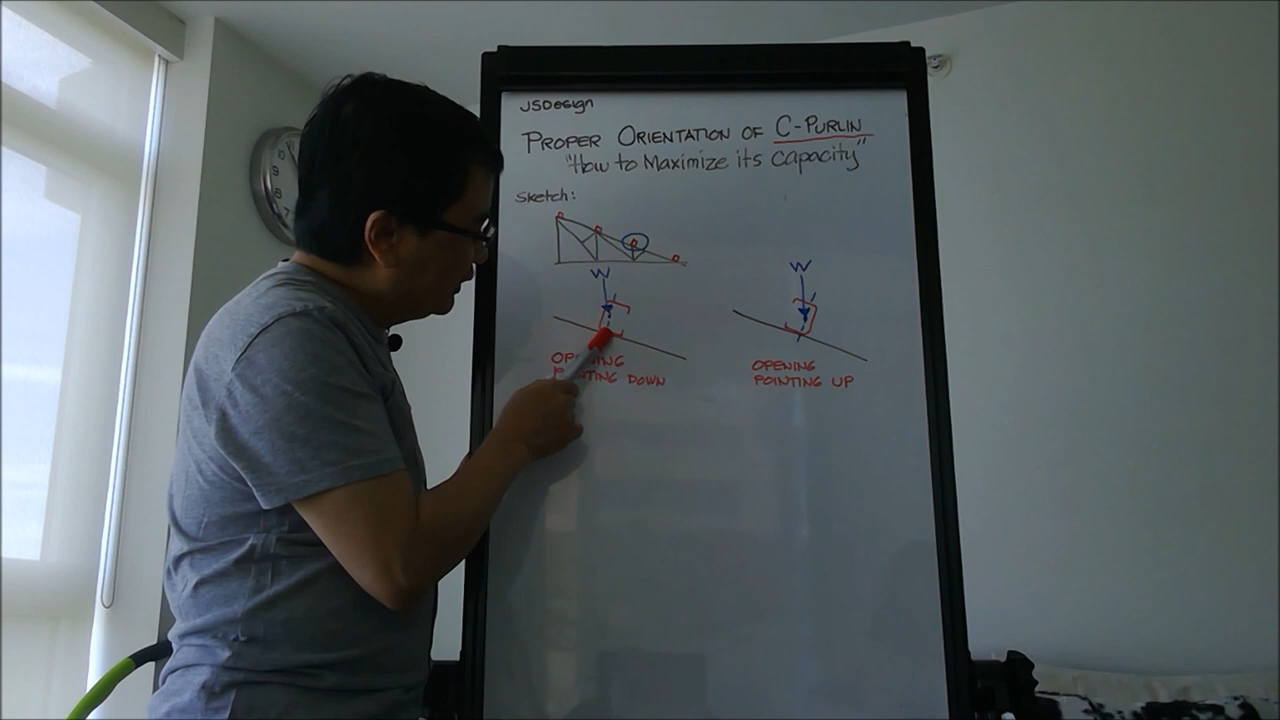 JSDesign
PROPER ORIENTATION OF C-PURLIN
"How to Maximize its Capacity"
Sketch:
W
W
OPENING
POINTING DOWN
OPENING
POINTING UP